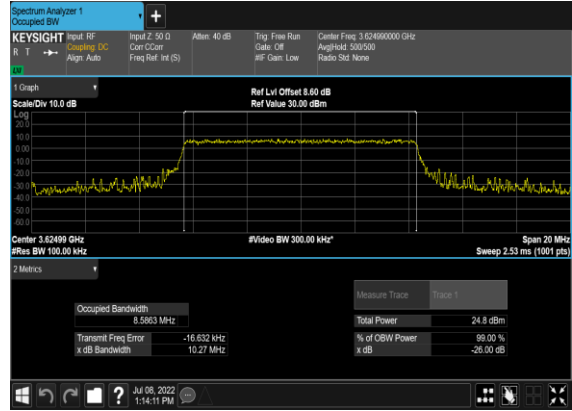 Spectrum Analyzer 1
Occupied BW
KEYSIGHT Input: RF Input Z: 50 Ω Atten: 40 dB Trig: Free Run Center Freq: 3.624990000 GHz
R T Coupling: DC Corr CCorr Gate: Off Avg|Hold: 500/500
Align: Auto Freq Ref: Int (S) #IF Gain: Low Radio Std: None
LW
1 Graph
Ref Lvl Offset 8.60 dB
Scale/Div 10.0 dB Ref Value 30.00 dBm
Log
20.0
10.0
0.00
-10.0
-20.0
-30.0
-40.0
-50.0
-60.0
Center 3.62499 GHz #Video BW 300.00 kHz* Span 20 MHz
#Res BW 100.00 kHz Sweep 2.53 ms (1001 pts)
2 Metrics
Measure Trace Trace 1
Occupied Bandwidth
8.5863 MHz Total Power 24.8 dBm
Transmit Freq Error -16.632 kHz % of OBW Power 99.00 %
x dB Bandwidth 10.27 MHz x dB -26.00 dB
? Jul 08, 2022
1:14:11 PM